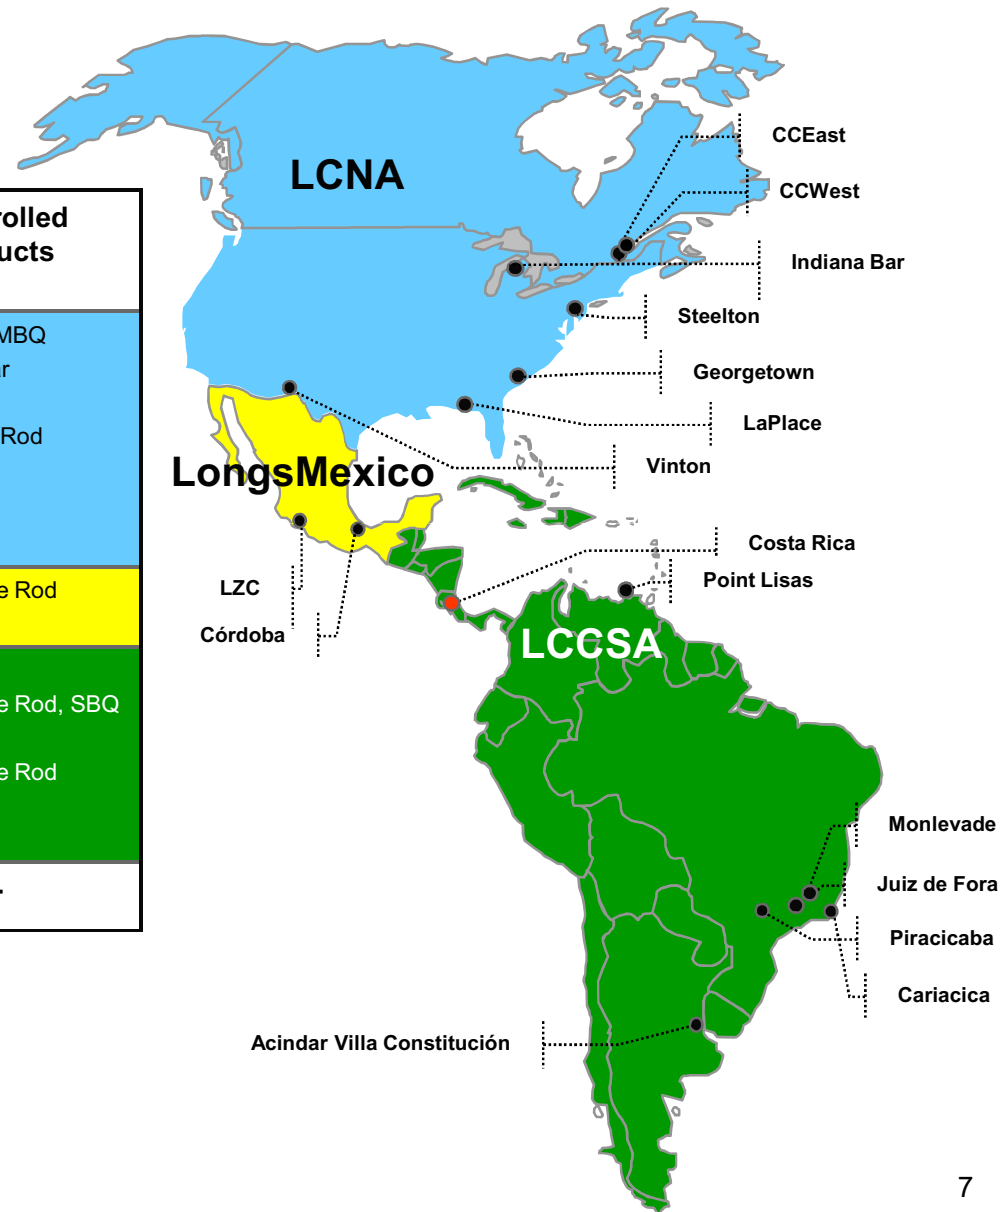 rolled
ucts
MBQ
ar
Rod
e Rod
e Rod, SBQ
e Rod
LCNA
CCEast
CCWest
Indiana Bar
Steelton
Georgetown
LaPlace
Vinton
LongsMexico
Costa Rica
Point Lisas
LZC
Córdoba
LCCSA
Monlevade
Juiz de Fora
Piracicaba
Cariacica
Acindar Villa Constitución
7